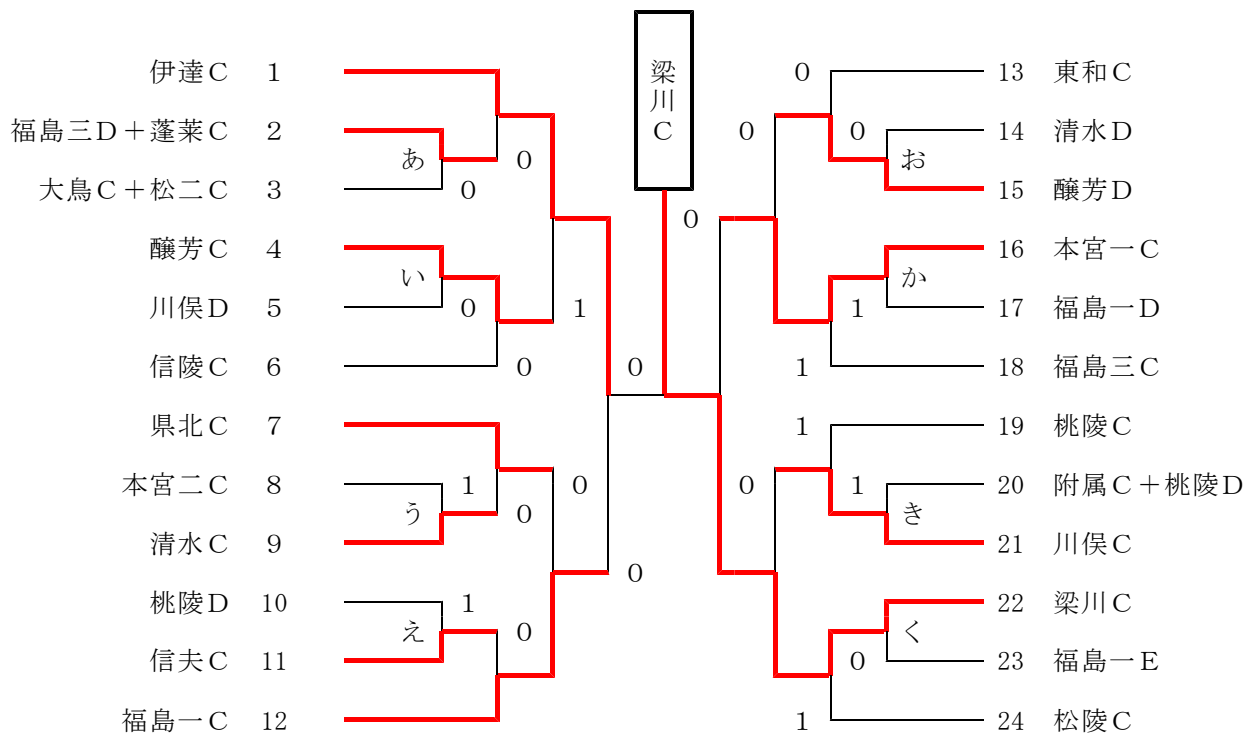 梁川Ｃ
伊達Ｃ 1
福島三Ｄ＋蓬莱Ｃ 2
大鳥Ｃ＋松二Ｃ 3
醸芳Ｃ 4
川俣Ｄ 5
信陵Ｃ 6
県北Ｃ 7
本宮二Ｃ 8
清水Ｃ 9
桃陵Ｄ 10
信夫Ｃ 11
福島一Ｃ 12
あ
0
0
い
0
0
1
う
1
0
0
え
1
0
0
0
0
0
0
0
お
1
か
1
1
1
き
0
0
く
1
13 東和Ｃ
14 清水Ｄ
15 醸芳Ｄ
16 本宮一Ｃ
17 福島一Ｄ
18 福島三Ｃ
19 桃陵Ｃ
20 附属Ｃ＋桃陵Ｄ
21 川俣Ｃ
22 梁川Ｃ
23 福島一Ｅ
24 松陵Ｃ